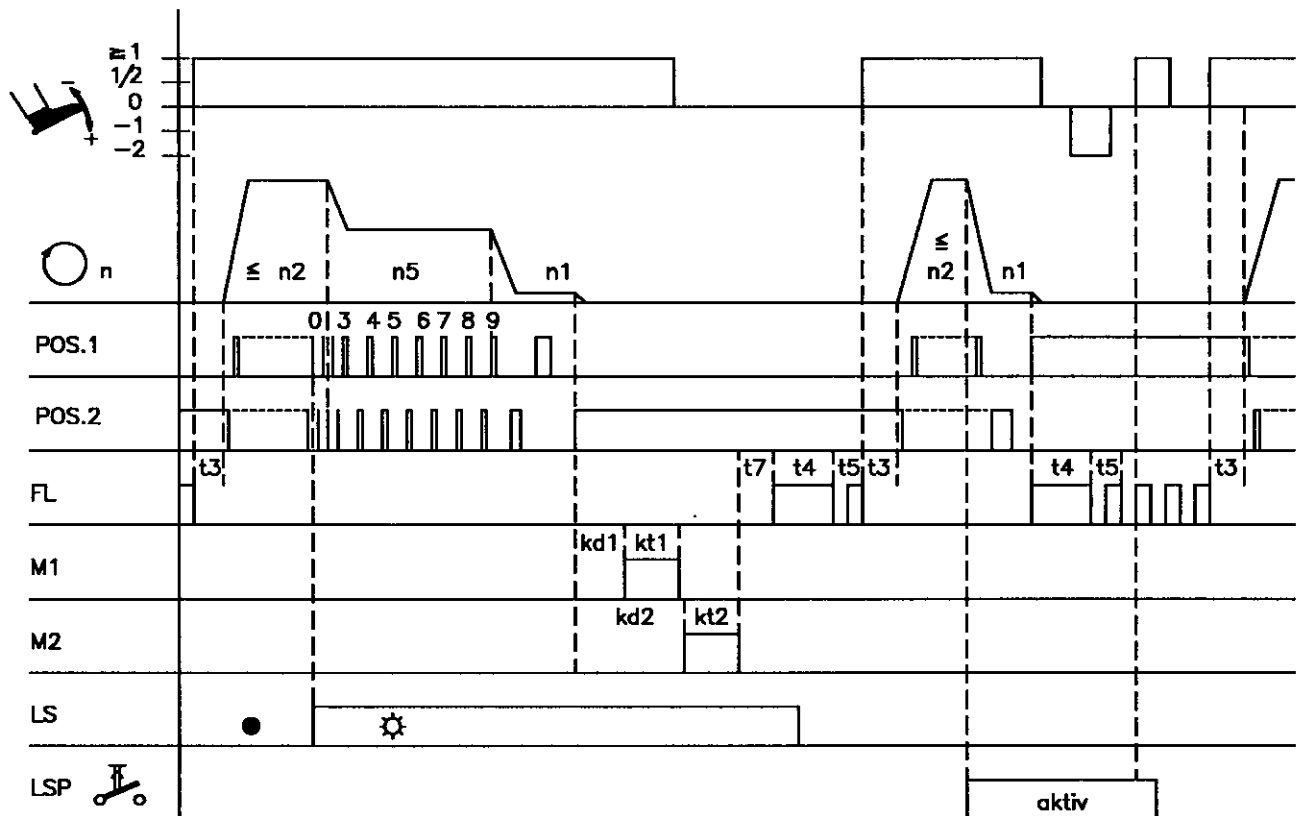 ≧ 1
1/2
0
-1
-2
- +
n
≦ n2 n5 n1 ≦ n2 n1
0 3 4 5 6 7 8 9
POS.1
POS.2
t3 t7 t4 t5 t3 t4 t5 t3
FL
kd1 kt1
M1
kd2 kt2
M2
LS
LSP
aktiv